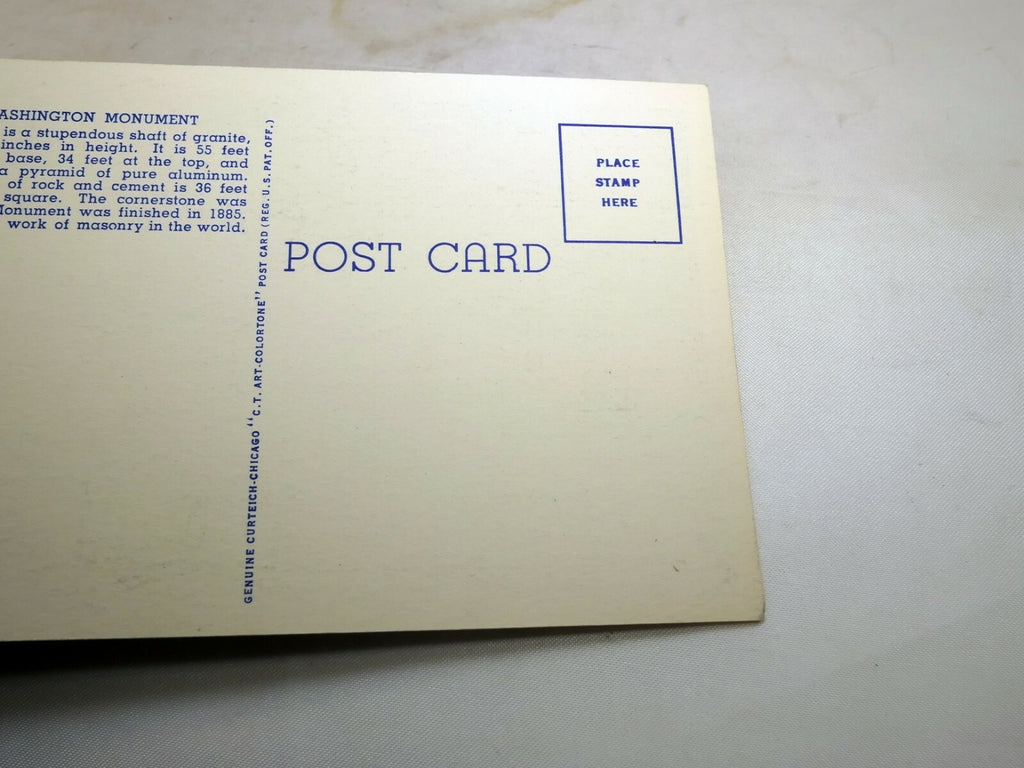 ASHINGTON MONUMENT
is a stupendous shaft of granite,
inches in height. It is 55 feet
base, 34 feet at the top, and
a pyramid of pure aluminum.
of rock and cement is 36 feet
square. The cornerstone was
Monument was finished in 1885.
work of masonry in the world.
GENUINE CURTEICH-CHICAGO "C.T. ART-COLORTONE" POST CARD (REG. U.S. PAT. OFF.)
POST CARD
PLACE
STAMP
HERE